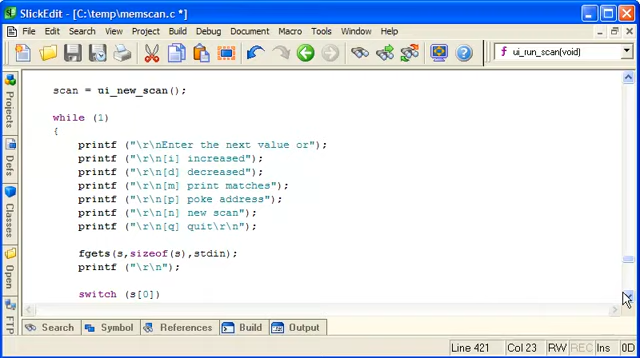 SlickEdit - [C:\temp\memscan.c *]
File Edit Search View Project Build Debug Document Macro Tools Window Help
ui_run_scan(void)
Projects
Defs
Classes
Open
FTP
scan = ui_new_scan();
while (1)
{
printf ("\r\nEnter the next value or");
printf ("\r\n[i] increased");
printf ("\r\n[d] decreased");
printf ("\r\n[m] print matches");
printf ("\r\n[p] poke address");
printf ("\r\n[n] new scan");
printf ("\r\n[q] quit\r\n");
fgets(s,sizeof(s),stdin);
printf ("\r\n");
switch (s[0])
Search Symbol References Build Output
Line 421 Col 23 RW REC Ins 0D